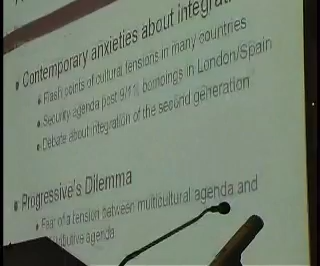 • Contemporary anxieties about
• Flash points of cultural tensions in many countries
• Security agenda post 9/11, bombings in London/Spain
• Debate about integration of the second generation
• Progressive's Dilemma
• Fear of a tension between multicultural agenda and
agenda